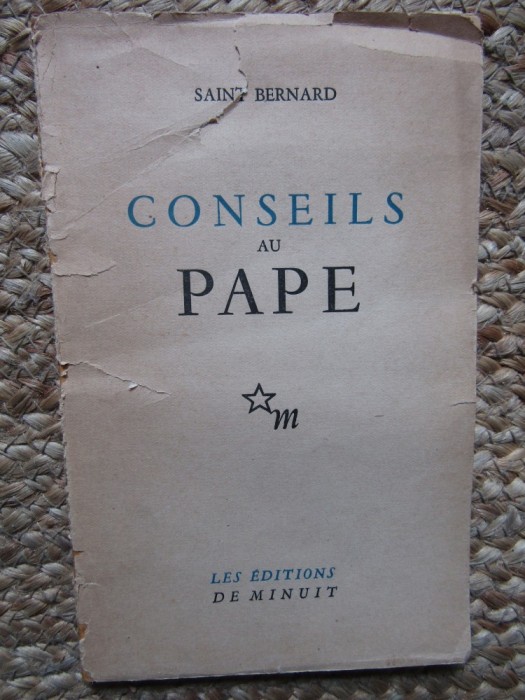 SAINT BERNARD
CONSEILS
AU
PAPE
m
LES ÉDITIONS
DE MINUIT